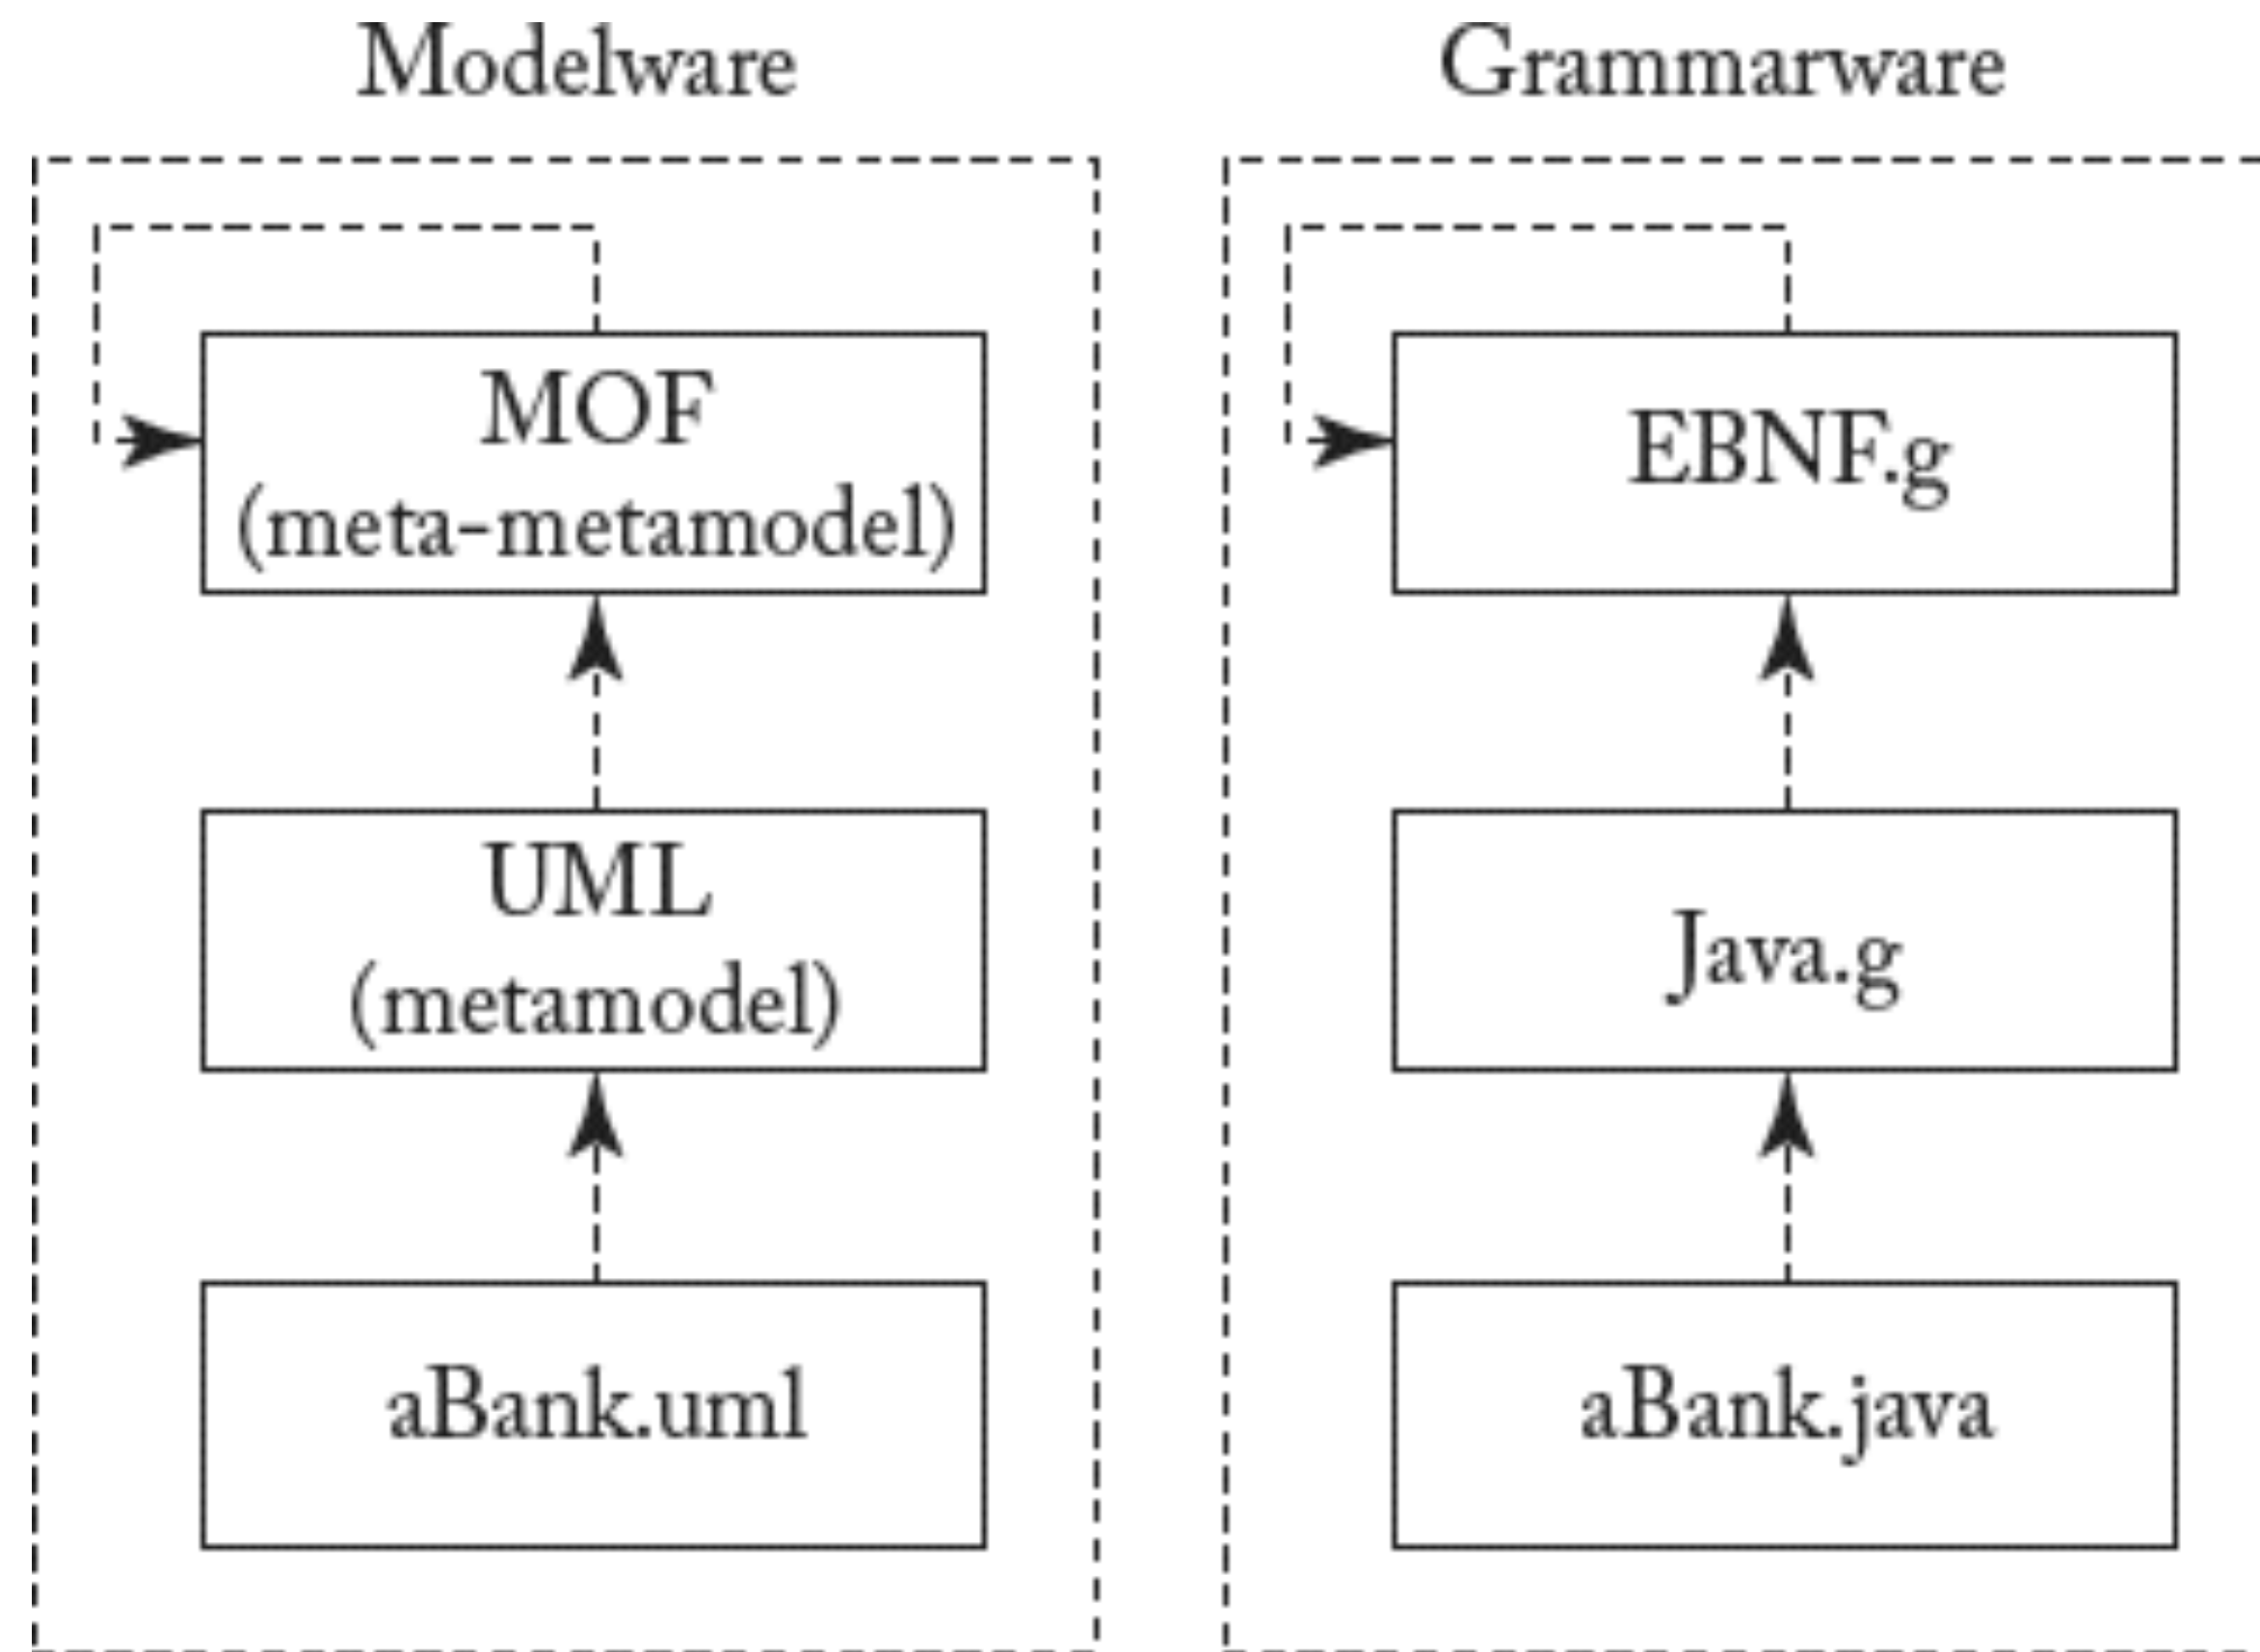 Modelware
MOF
(meta-metamodel)
UML
(metamodel)
aBank.uml
Grammarware
EBNF.g
Java.g
aBank.java